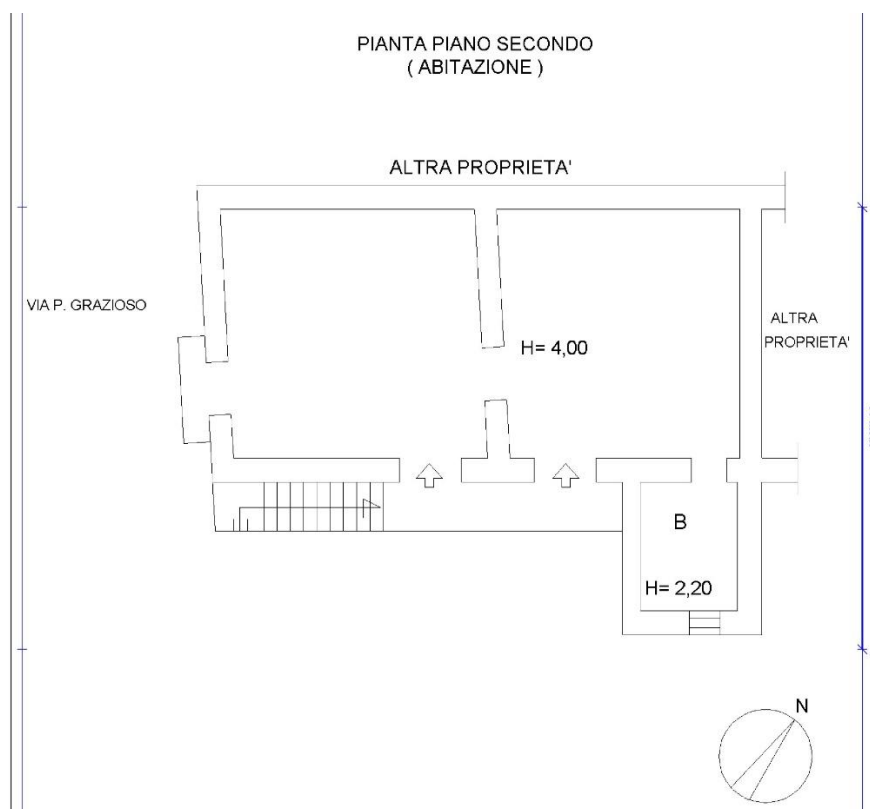 PIANTA PIANO SECONDO
( ABITAZIONE )
ALTRA PROPRIETA'
VIA P. GRAZIOSO
ALTRA
PROPRIETA'
H= 4,00
B
H= 2,20
N